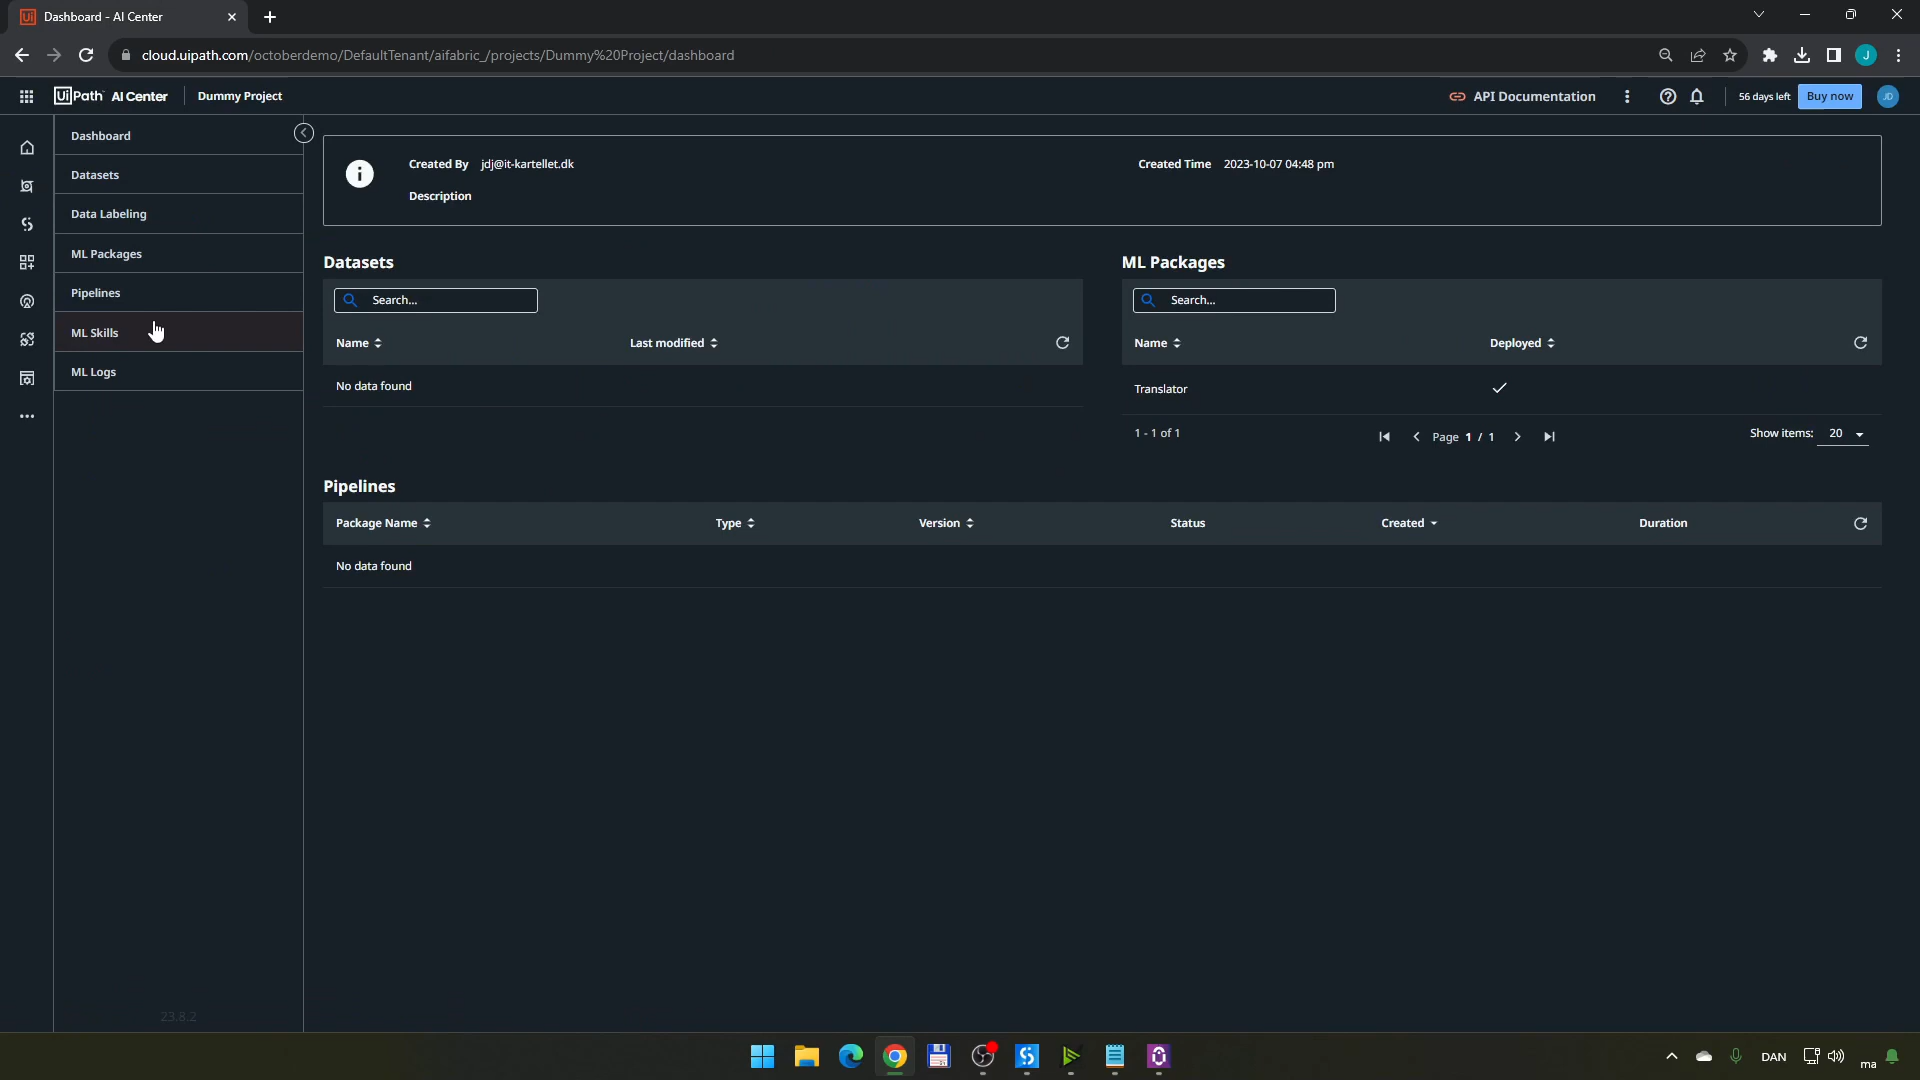 Dashboard - AI Center
cloud.uipath.com/octoberdemo/DefaultTenant/aifabric_/projects/Dummy%20Project/dashboard
J
UiPath AI Center Dummy Project
API Documentation
56 days left Buy now JD
Dashboard
Datasets
Data Labeling
ML Packages
Pipelines
ML Skills
ML Logs
23.8.2
Created By jdj@it-kartellet.dk
Created Time 2023-10-07 04:48 pm
Description
Datasets
Search...
Name Last modified
No data found
ML Packages
Search...
Name Deployed
Translator
1 - 1 of 1 Page 1 / 1 Show items: 20
Pipelines
Package Name Type Version Status Created Duration
No data found
DAN
ma